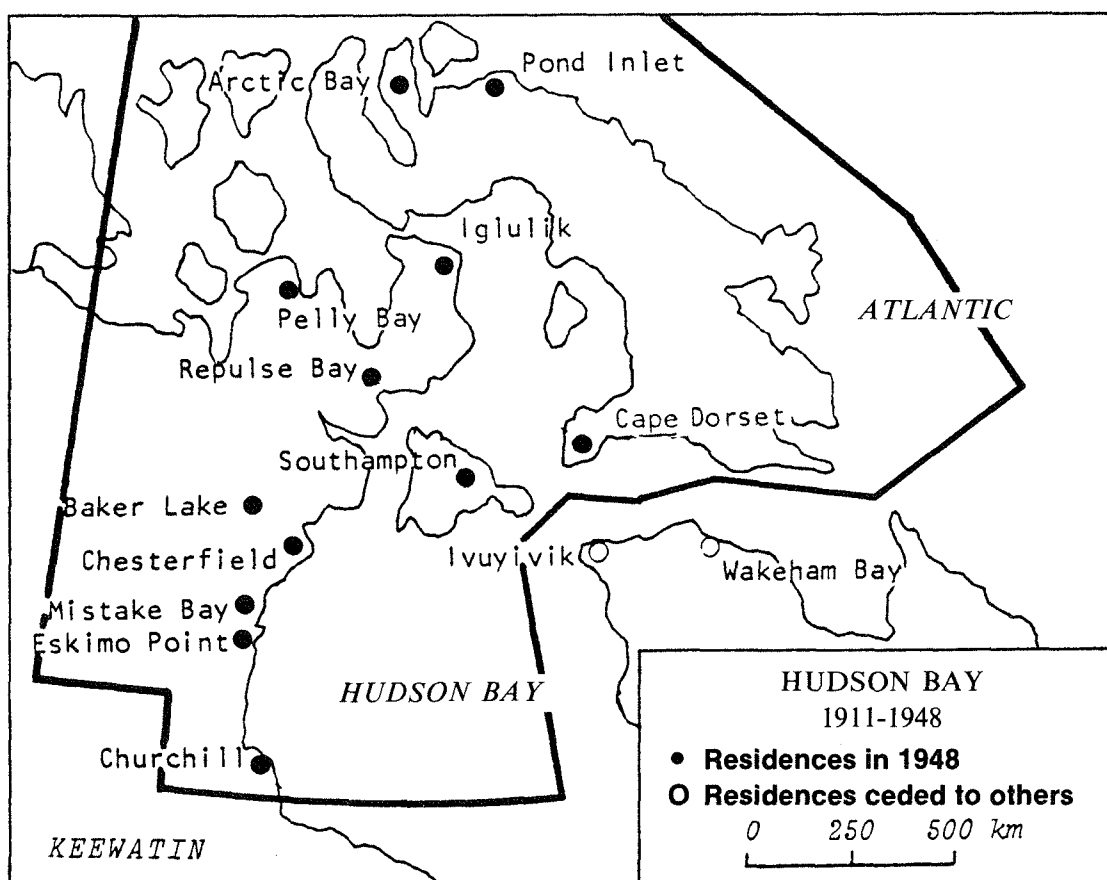 Arctic Bay
Pond Inlet
Iglulik
Pelly Bay
ATLANTIC
Repulse Bay
Cape Dorset
Southampton
Baker Lake
Chesterfield
Ivuyivik
Wakeham Bay
Mistake Bay
Eskimo Point
HUDSON BAY
Churchill
KEEWATIN
HUDSON BAY
1911-1948
Residences in 1948
Residences ceded to others
0 250 500 km